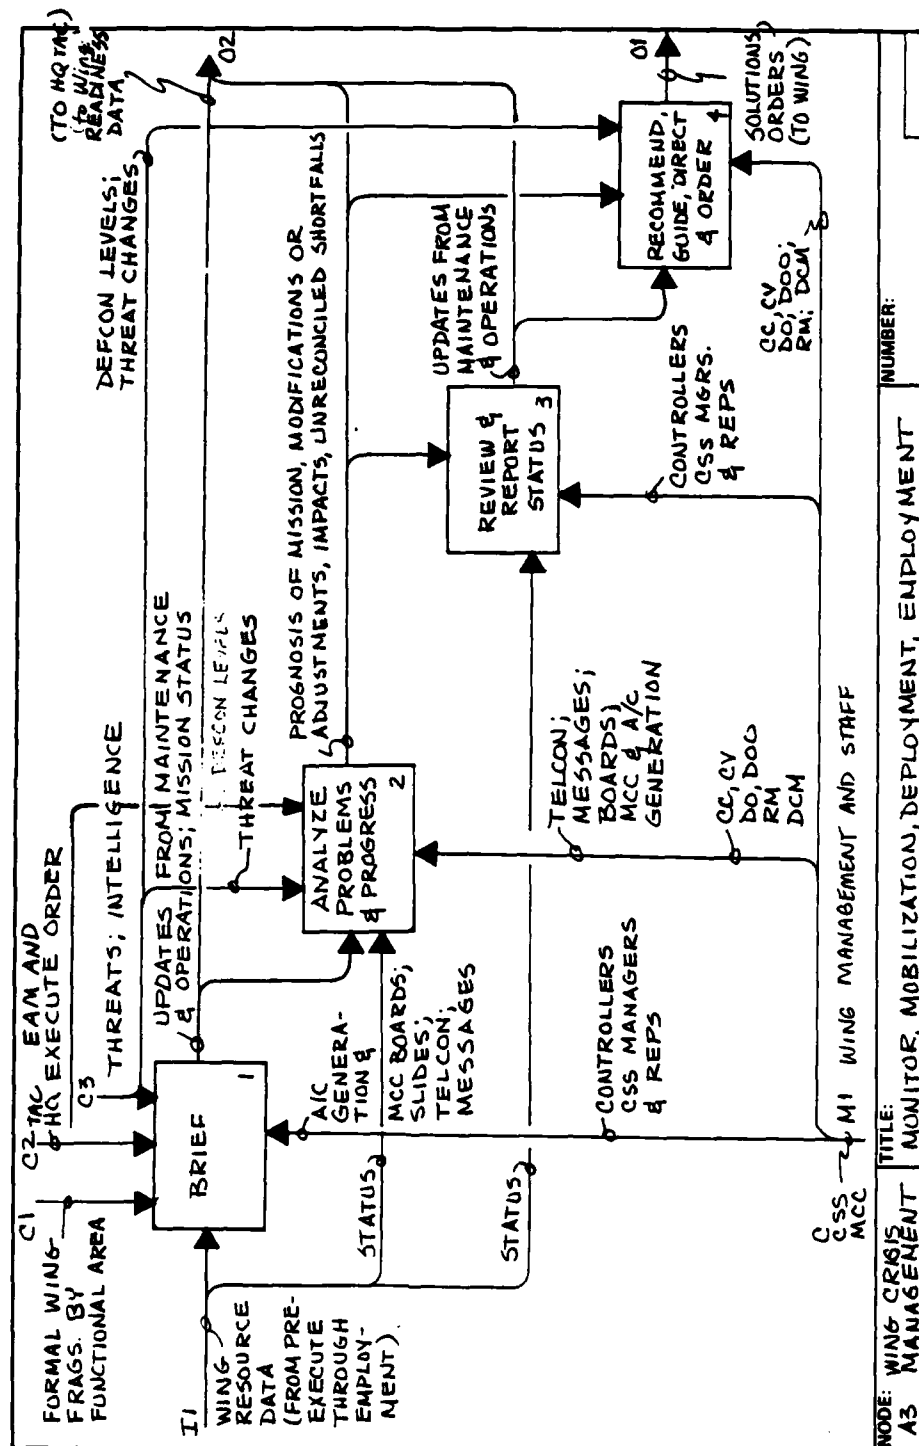 C1
FORMAL WING
FRAGS. BY
FUNCTIONAL AREA
C2
TAC EAM AND
HQ EXECUTE ORDER
C3
THREATS; INTELLIGENCE
I1
WING
RESOURCE
DATA
(FROM PRE-
EXECUTE
THROUGH
EMPLOY-
MENT).
BRIEF
1
UPDATES FROM MAINTENANCE
& OPERATIONS; MISSION STATUS
DEFCON LEVELS
THREAT CHANGES
DEFCON LEVELS;
THREAT CHANGES
(TO HQ TAC)
(to Wing
READINESS
DATA
O2
A/C
GENERA-
TION &
MCC BOARDS;
SLIDES;
TELCON;
MESSAGES
STATUS
STATUS
ANALYZE
PROBLEMS
& PROGRESS
2
PROGNOSIS OF MISSION, MODIFICATIONS OR
ADJUSTMENTS, IMPACTS, UNRECONCILED SHORTFALLS
TELCON;
MESSAGES;
BOARDS;
MCC & A/C
GENERATION
REVIEW &
REPORT
STATUS
3
UPDATES FROM
MAINTENANCE
& OPERATIONS
RECOMMEND,
GUIDE, DIRECT
& ORDER
4
O1
SOLUTIONS,
ORDERS
(TO WING)
CONTROLLERS
CSS MANAGERS
& REPS
CC, CV
DO, DOO
RM
DCM
CONTROLLERS
CSS MGRS.
& REPS
CC, CV
DO, DOO;
RM; DCM
C
CSS
MCC
M1 WING MANAGEMENT AND STAFF
NODE: WING CRISIS
A3 MANAGEMENT
TITLE:
MONITOR, MOBILIZATION, DEPLOYMENT, EMPLOYMENT
NUMBER: